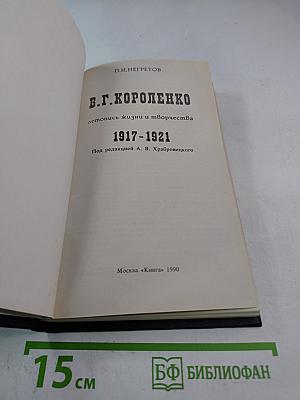 П.И.НЕГРЕТОВ
В.Г.КОРОЛЕНКО
летопись жизни и творчества
1917-1921
Под редакцией А. В. Храбровицкого
Москва «Книга» 1990
15 см
БФ БИБЛИОФАН